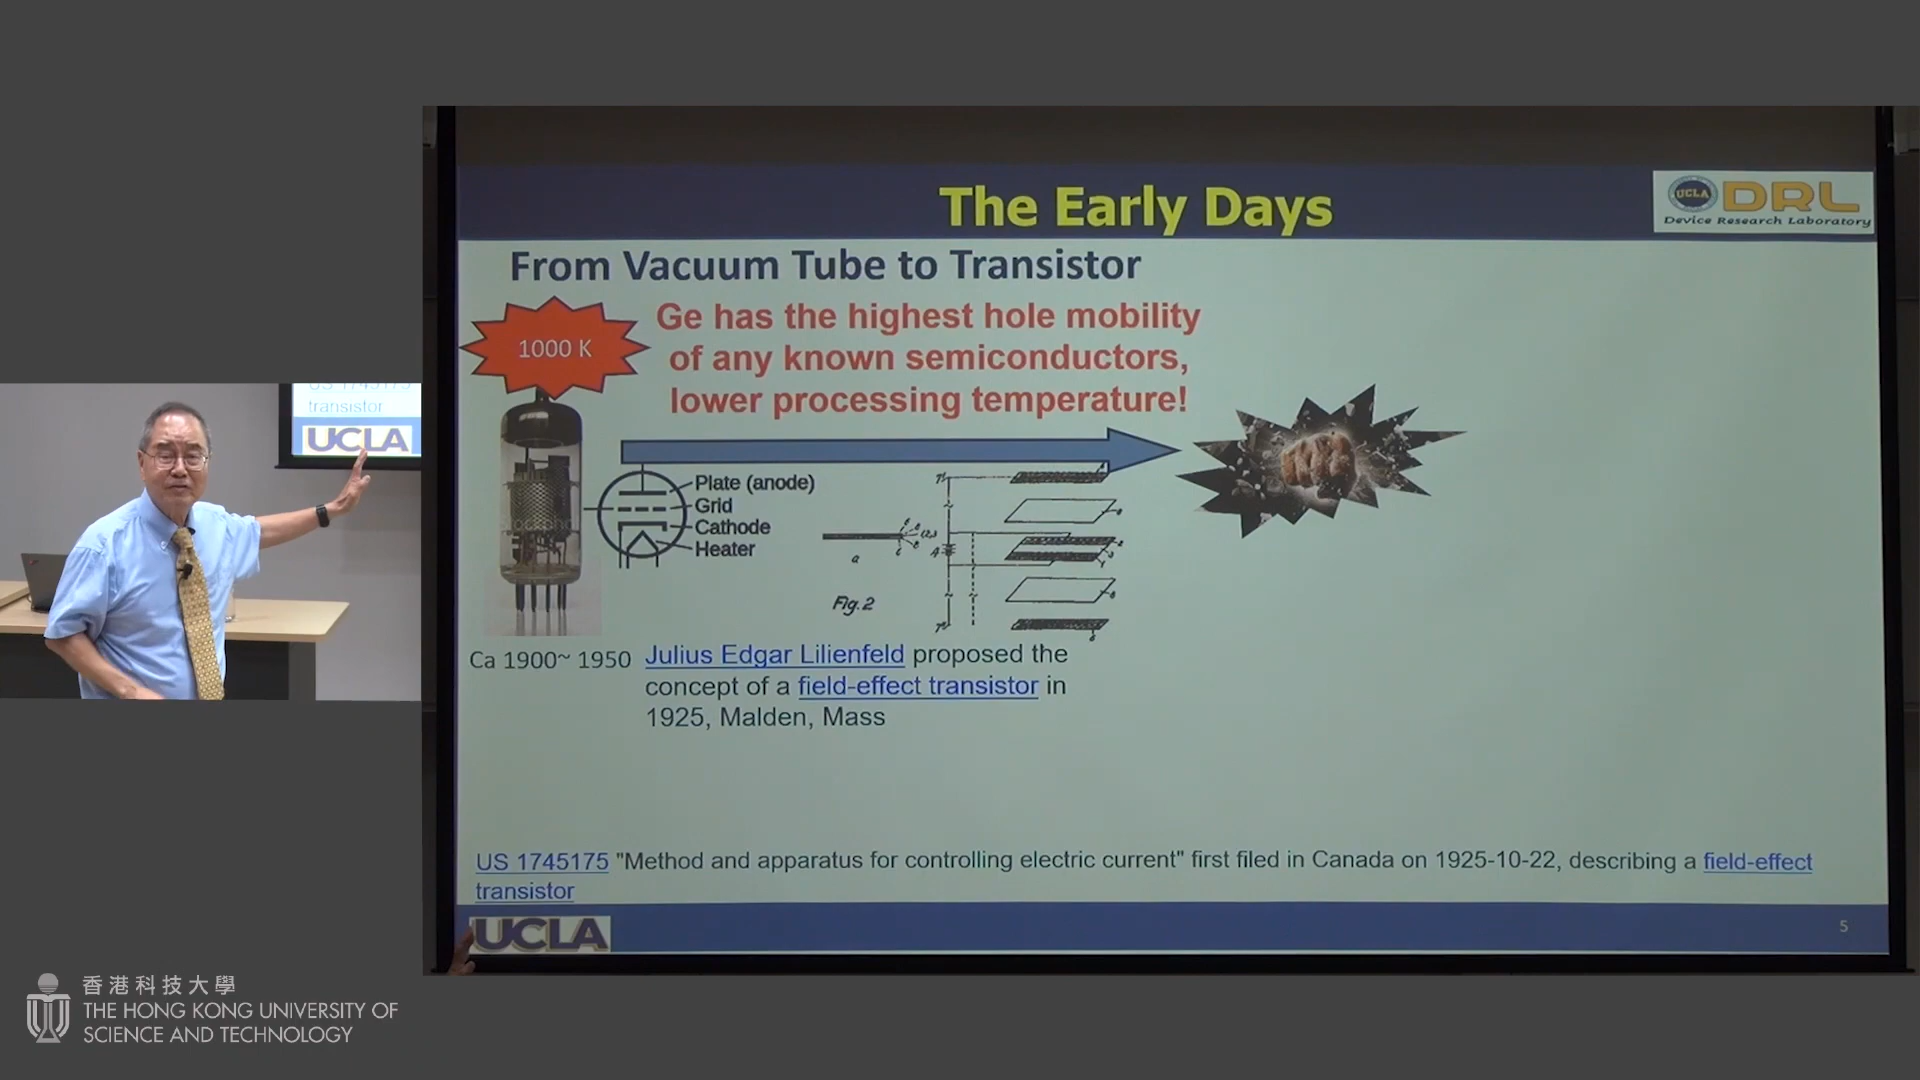 The Early Days
UCLA DRL
Device Research Laboratory
From Vacuum Tube to Transistor
1000 K
Ge has the highest hole mobility
of any known semiconductors,
lower processing temperature!
Plate (anode)
Grid
Cathode
Heater
a
Fig.2
Ca 1900~ 1950
Julius Edgar Lilienfeld proposed the
concept of a field-effect transistor in
1925, Malden, Mass
US 1745175 "Method and apparatus for controlling electric current" first filed in Canada on 1925-10-22, describing a field-effect
transistor
UCLA
5
transistor
UCLA
香港科技大學
THE HONG KONG UNIVERSITY OF
SCIENCE AND TECHNOLOGY